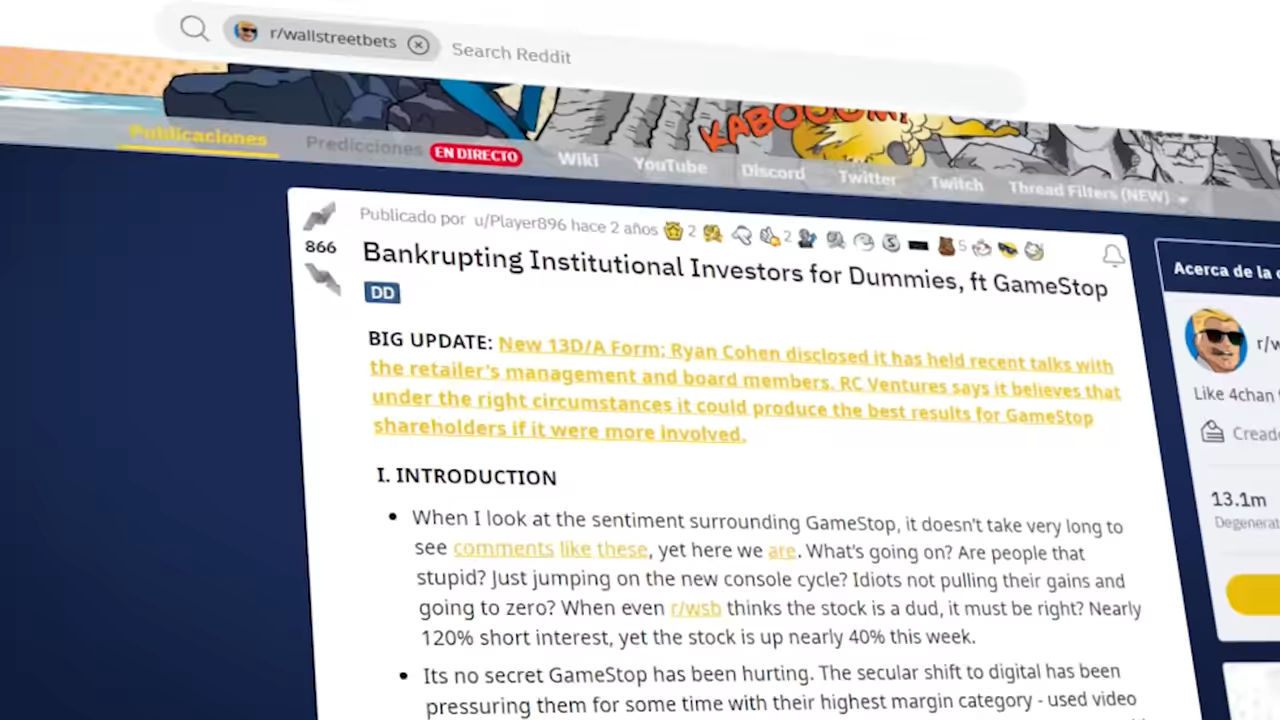 r/wallstreetbets Search Reddit
KABOOOOM!
Publicaciones Predicciones EN DIRECTO Wiki YouTube Discord Twitter Twitch Thread Filters (NEW)
Publicado por u/Player896 hace 2 años 2 2 5
866
Bankrupting Institutional Investors for Dummies, ft GameStop
DD
BIG UPDATE: New 13D/A Form; Ryan Cohen disclosed it has held recent talks with
the retailer's management and board members. RC Ventures says it believes that
under the right circumstances it could produce the best results for GameStop
shareholders if it were more involved.
I. INTRODUCTION
When I look at the sentiment surrounding GameStop, it doesn't take very long to
see comments like these, yet here we are. What's going on? Are people that
stupid? Just jumping on the new console cycle? Idiots not pulling their gains and
going to zero? When even r/wsb thinks the stock is a dud, it must be right? Nearly
120% short interest, yet the stock is up nearly 40% this week.
Its no secret GameStop has been hurting. The secular shift to digital has been
pressuring them for some time with their highest margin category - used video
Acerca de la
r/w
Like 4chan
Creado
13.1m
Degenerat